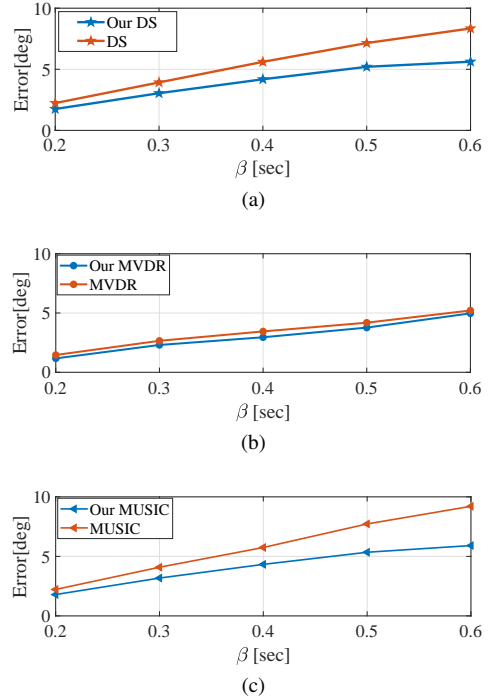 Our DS
DS
10
5
0
Error[deg]
0.2 0.3 0.4 0.5 0.6
β [sec]
(a)
Our MVDR
MVDR
10
5
0
Error[deg]
0.2 0.3 0.4 0.5 0.6
β [sec]
(b)
Our MUSIC
MUSIC
10
5
0
Error[deg]
0.2 0.3 0.4 0.5 0.6
β [sec]
(c)